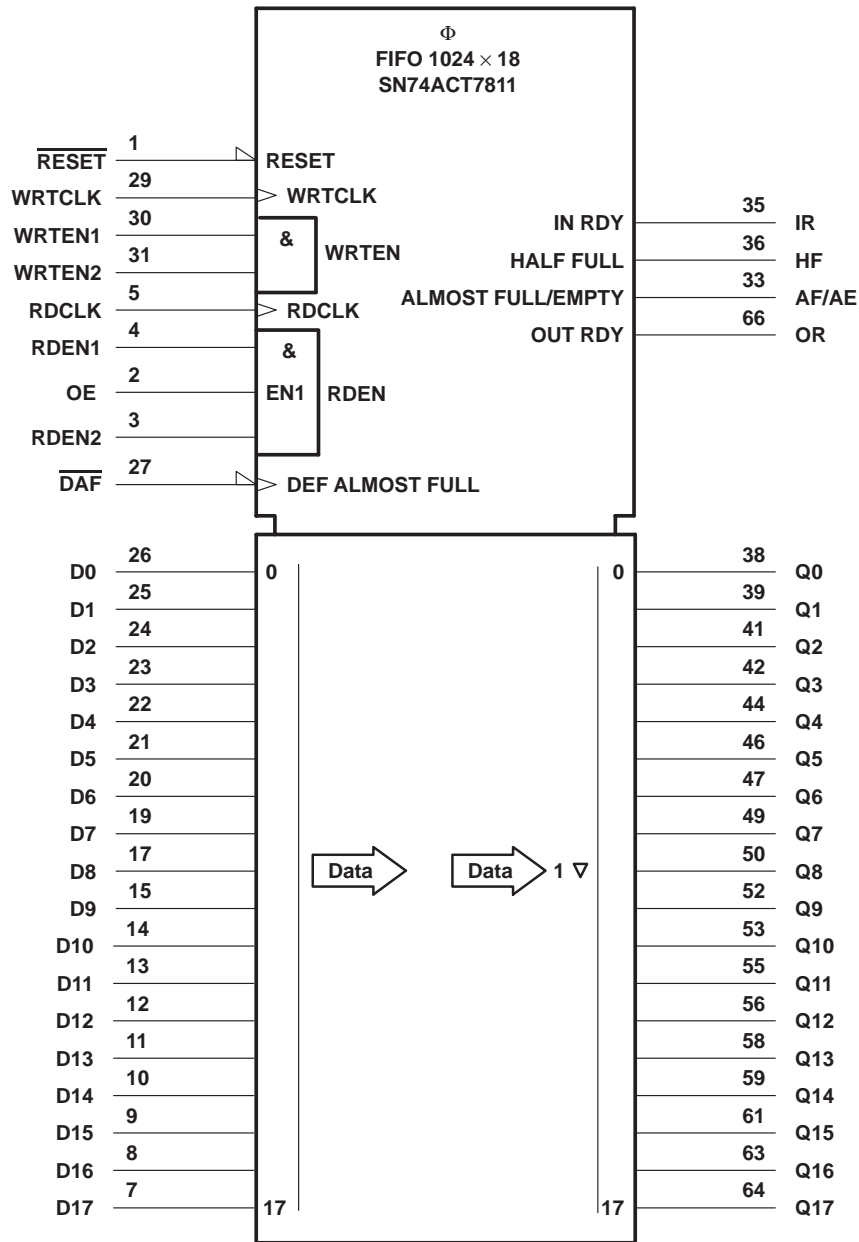 Φ
FIFO 1024 × 18
SN74ACT7811
RESET 1 RESET
WRTCLK 29 WRTCLK
WRTEN1 30 & WRTEN
WRTEN2 31
RDCLK 5 RDCLK
RDEN1 4 &
OE 2 EN1 RDEN
RDEN2 3
DAF 27 DEF ALMOST FULL
IN RDY 35 IR
HALF FULL 36 HF
ALMOST FULL/EMPTY 33 AF/AE
OUT RDY 66 OR
D0 26 0 0 38 Q0
D1 25 39 Q1
D2 24 41 Q2
D3 23 42 Q3
D4 22 44 Q4
D5 21 46 Q5
D6 20 47 Q6
D7 19 49 Q7
D8 17 Data Data 1 ∇ 50 Q8
D9 15 52 Q9
D10 14 53 Q10
D11 13 55 Q11
D12 12 56 Q12
D13 11 58 Q13
D14 10 59 Q14
D15 9 61 Q15
D16 8 63 Q16
D17 7 17 17 64 Q17